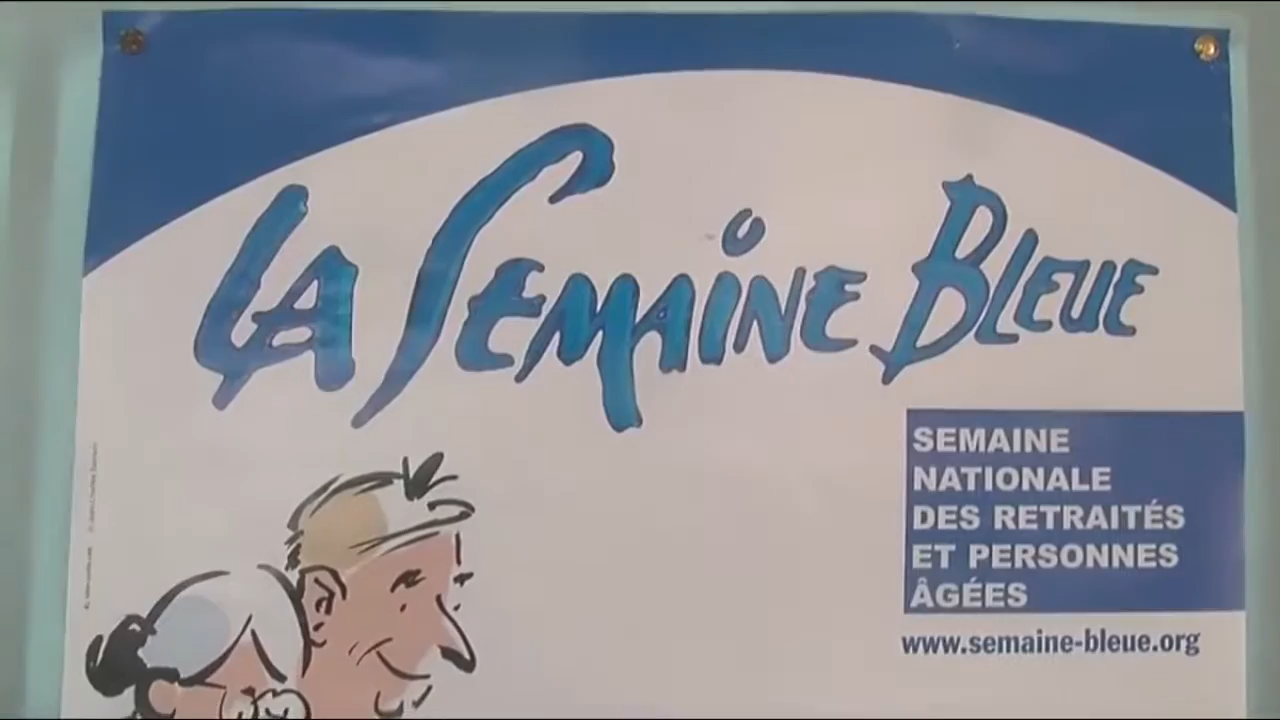 LA SEMAINE BLEUE
SEMAINE
NATIONALE
DES RETRAITÉS
ET PERSONNES
ÂGÉES
www.semaine-bleue.org